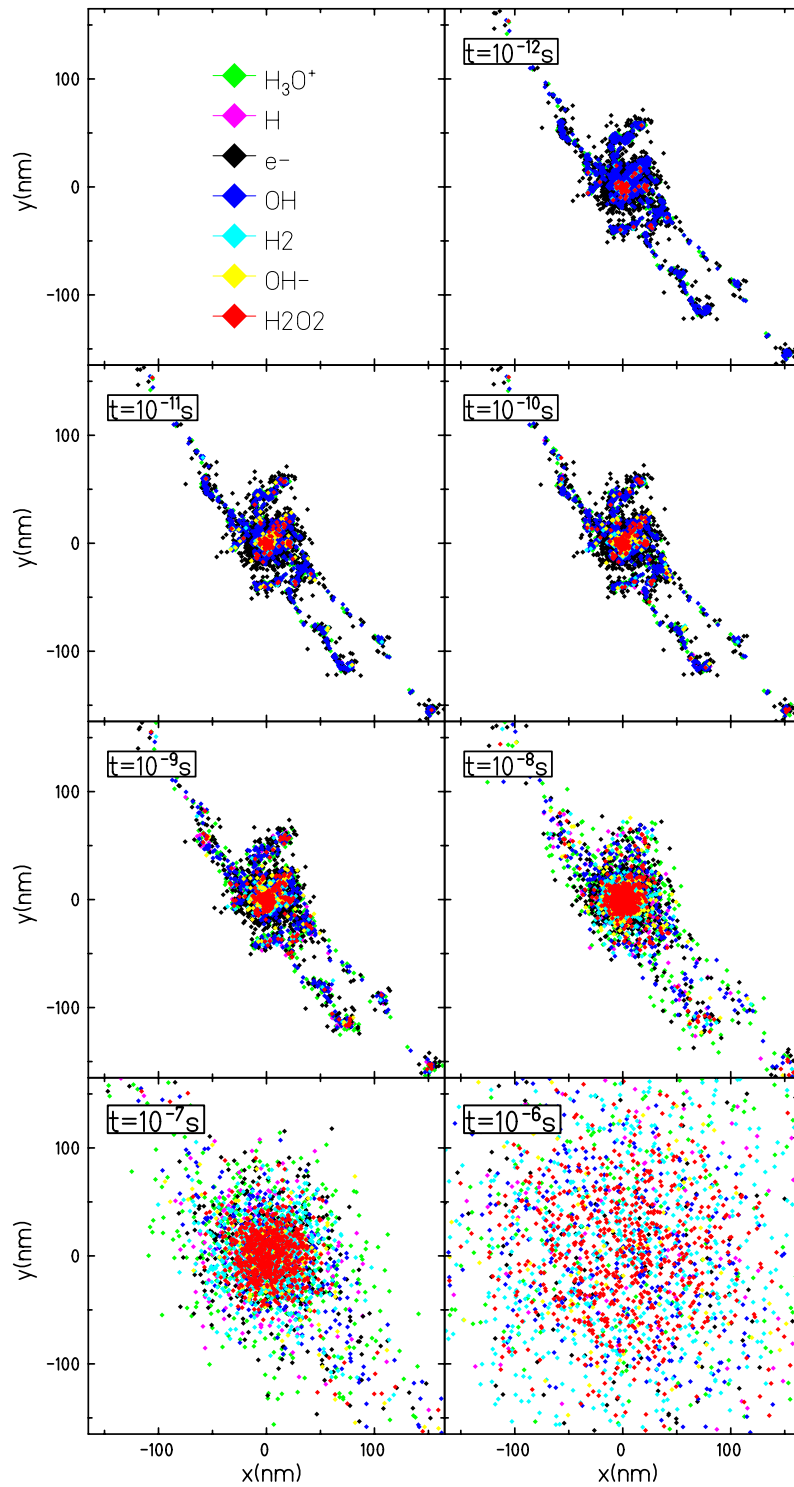 t=10⁻¹²s
H₃O⁺
H
e-
OH
H2
OH-
H2O2
y(nm)
100
0
-100
t=10⁻¹¹s
t=10⁻¹⁰s
y(nm)
100
0
-100
t=10⁻⁹s
t=10⁻⁸s
y(nm)
100
0
-100
t=10⁻⁷s
t=10⁻⁶s
y(nm)
100
0
-100
-100 0 100 -100 0 100
x(nm) x(nm)